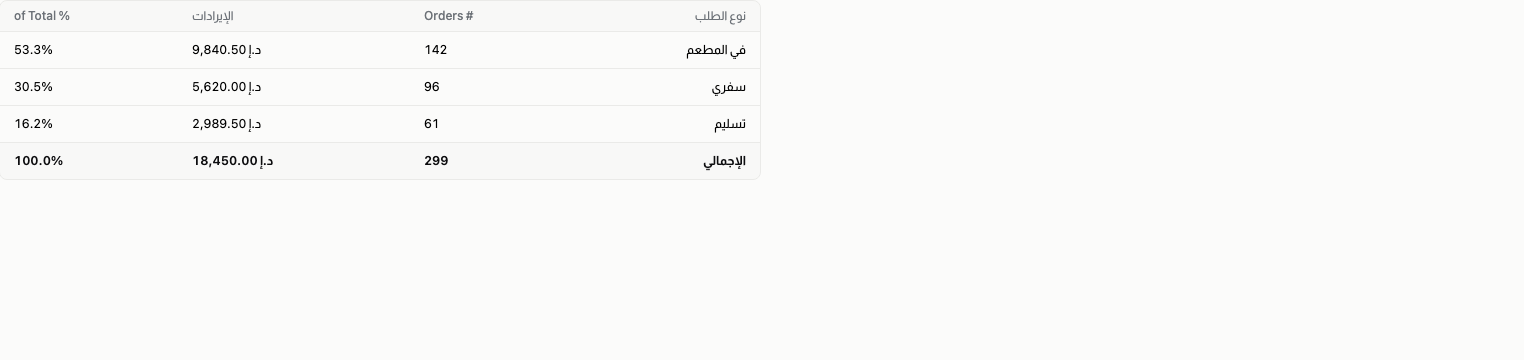 نوع الطلب # Orders الإيرادات % of Total
في المطعم 142 د.إ 9,840.50 53.3%
سفري 96 د.إ 5,620.00 30.5%
تسليم 61 د.إ 2,989.50 16.2%
الإجمالي 299 د.إ 18,450.00 100.0%